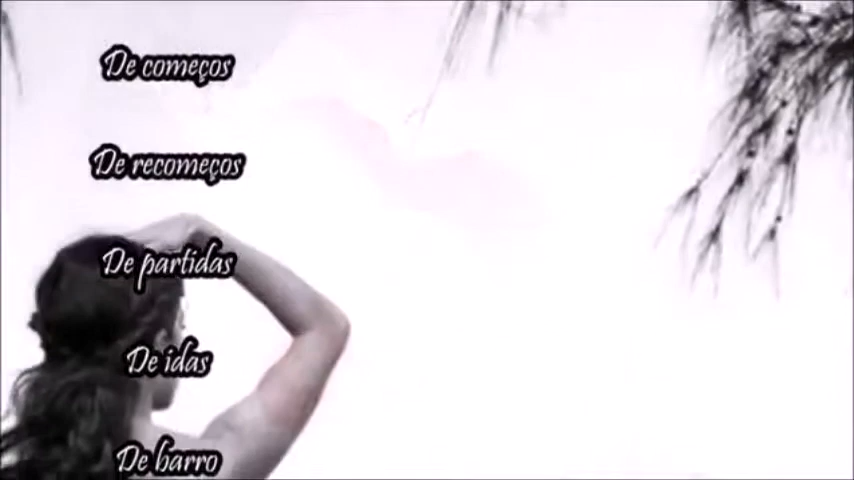 De começos
De recomeços
De partidas
De idas
De barro